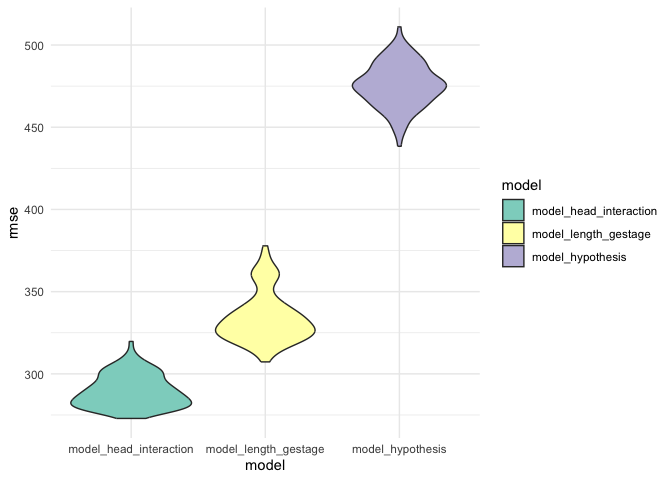 500
450
400
350
300
rmse
model_head_interaction
model_length_gestage
model_hypothesis
model
model
model_head_interaction
model_length_gestage
model_hypothesis